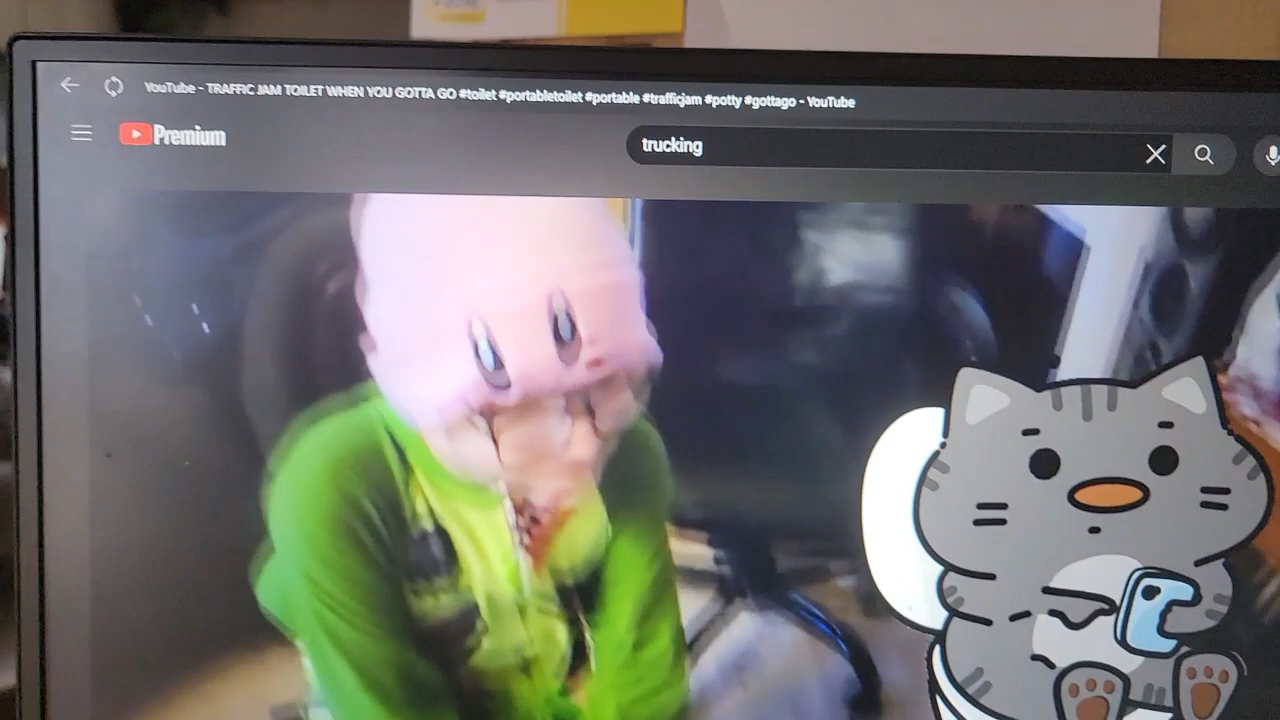 YouTube - TRAFFIC JAM TOILET WHEN YOU GOTTA GO #toilet #portabletoilet #portable #trafficjam #potty #gottago - YouTube
Premium
trucking